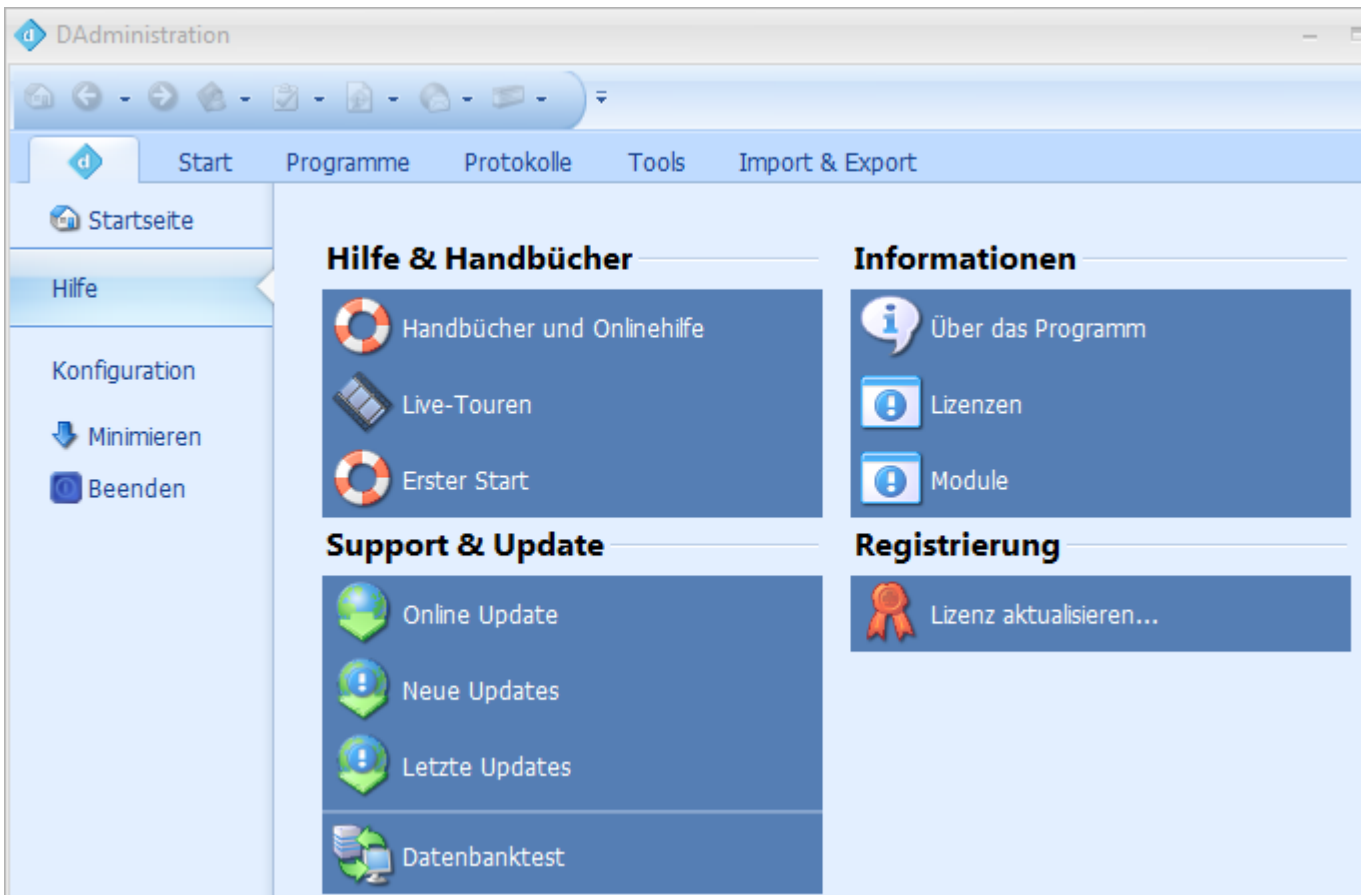 DAdministration
Start Programme Protokolle Tools Import & Export
Startseite
Hilfe
Konfiguration
Minimieren
Beenden
Hilfe & Handbücher
Handbücher und Onlinehilfe
Live-Touren
Erster Start
Support & Update
Online Update
Neue Updates
Letzte Updates
Datenbanktest
Informationen
Über das Programm
Lizenzen
Module
Registrierung
Lizenz aktualisieren...